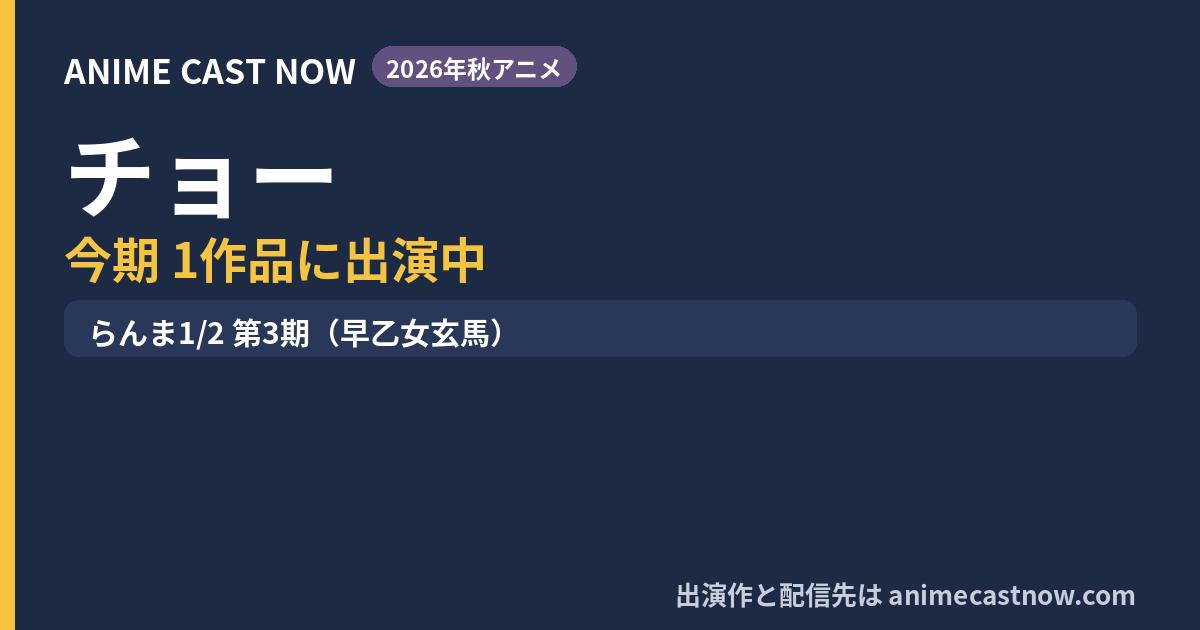 ANIME CAST NOW 2026年秋アニメ
チョー
今期 1作品に出演中
らんま1/2 第3期（早乙女玄馬）
出演作と配信先は animecastnow.com